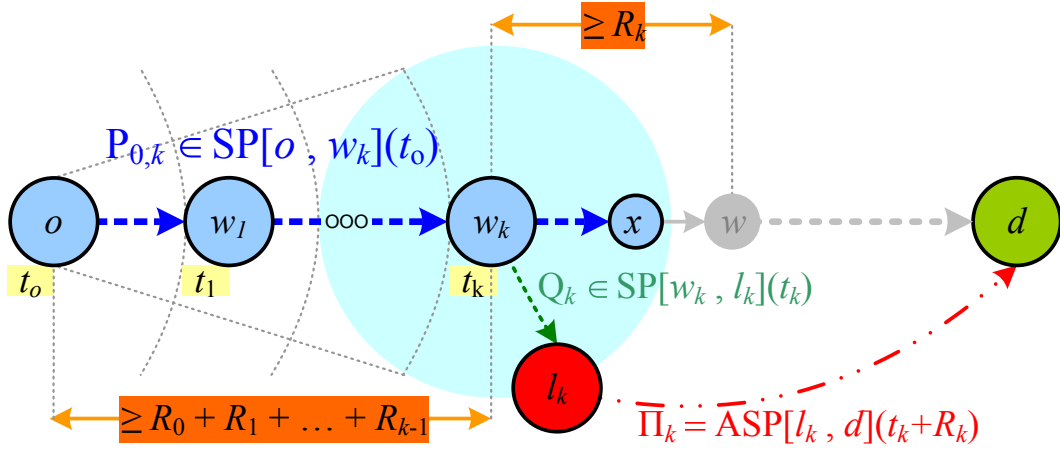 ≥ R_k
P_{0,k} ∈ SP[o , w_k](t_o)
o
w_1
ooo
w_k
x
w
d
t_o
t_1
t_k
Q_k ∈ SP[w_k , l_k](t_k)
l_k
≥ R_0 + R_1 + … + R_{k-1}
Π_k = ASP[l_k , d](t_k+R_k)